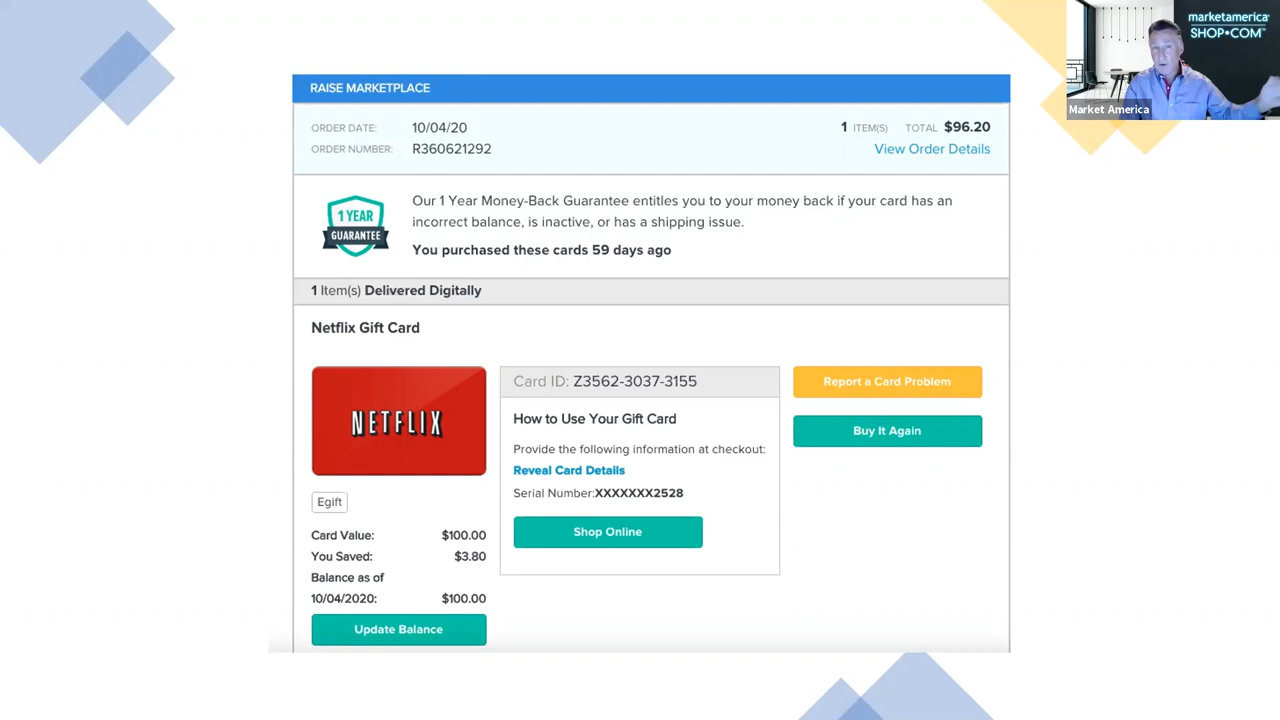 RAISE MARKETPLACE
ORDER DATE: 10/04/20
ORDER NUMBER: R360621292
1 ITEM(S) TOTAL $96.20
View Order Details
1 YEAR
GUARANTEE
Our 1 Year Money-Back Guarantee entitles you to your money back if your card has an
incorrect balance, is inactive, or has a shipping issue.
You purchased these cards 59 days ago
1 Item(s) Delivered Digitally
Netflix Gift Card
NETFLIX
Egift
Card Value: $100.00
You Saved: $3.80
Balance as of
10/04/2020: $100.00
Update Balance
Card ID: Z3562-3037-3155
How to Use Your Gift Card
Provide the following information at checkout:
Reveal Card Details
Serial Number:XXXXXXX2528
Shop Online
Report a Card Problem
Buy It Again
marketamerica®
SHOP•COM™
Market America